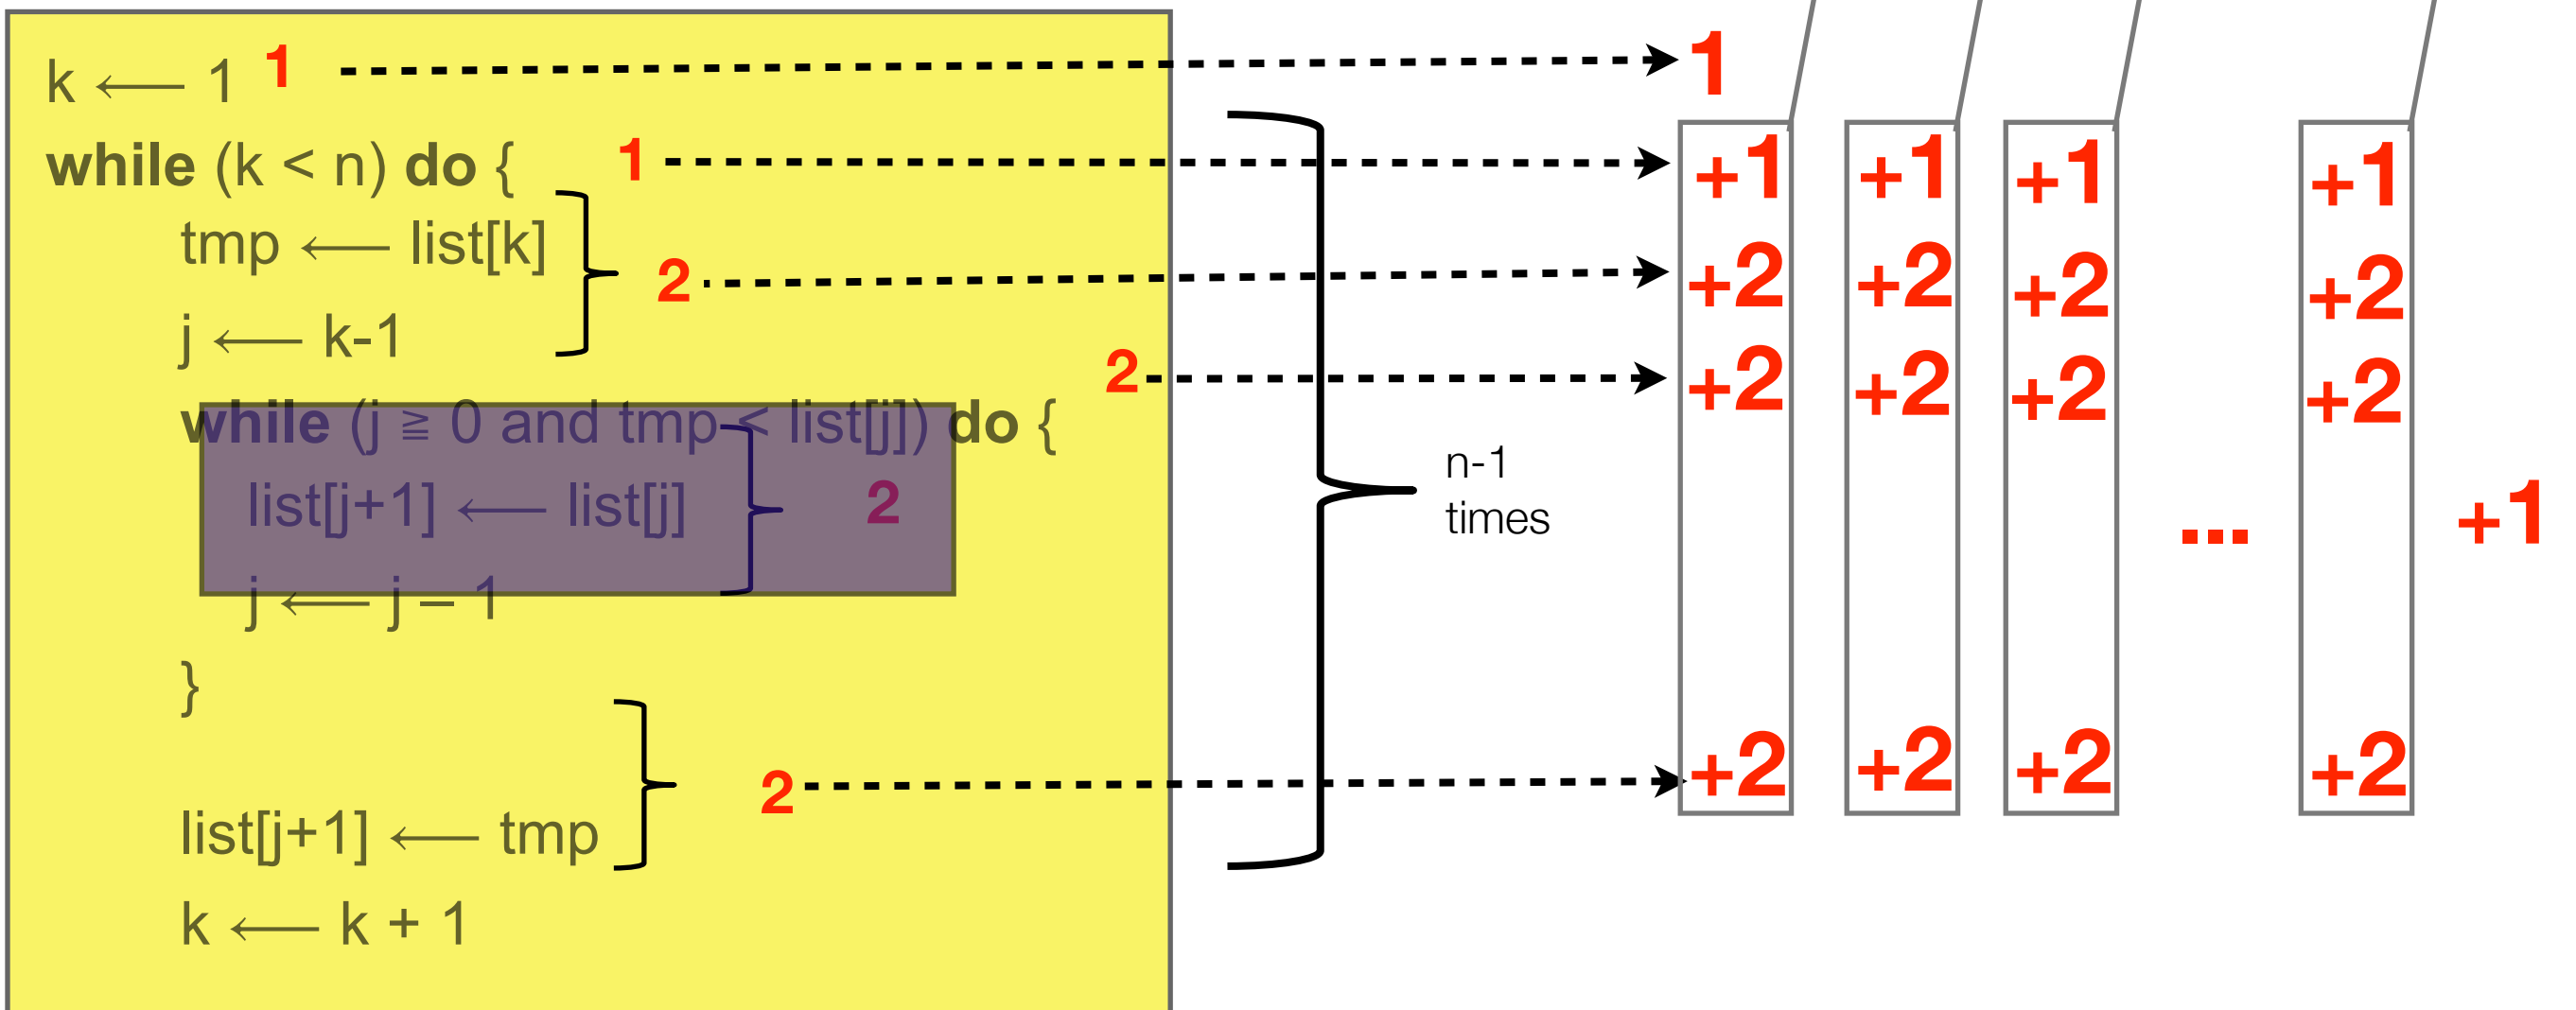 k ← 1 1 1
while (k < n) do { 1 +1 +1 +1 +1
tmp ← list[k]
2 +2 +2 +2 +2
j ← k-1
2 +2 +2 +2 +2
while (j ≧ 0 and tmp < list[j]) do {
n-1
list[j+1] ← list[j] 2
times
... +1
j ← j – 1
}
2 +2 +2 +2 +2
list[j+1] ← tmp
k ← k + 1